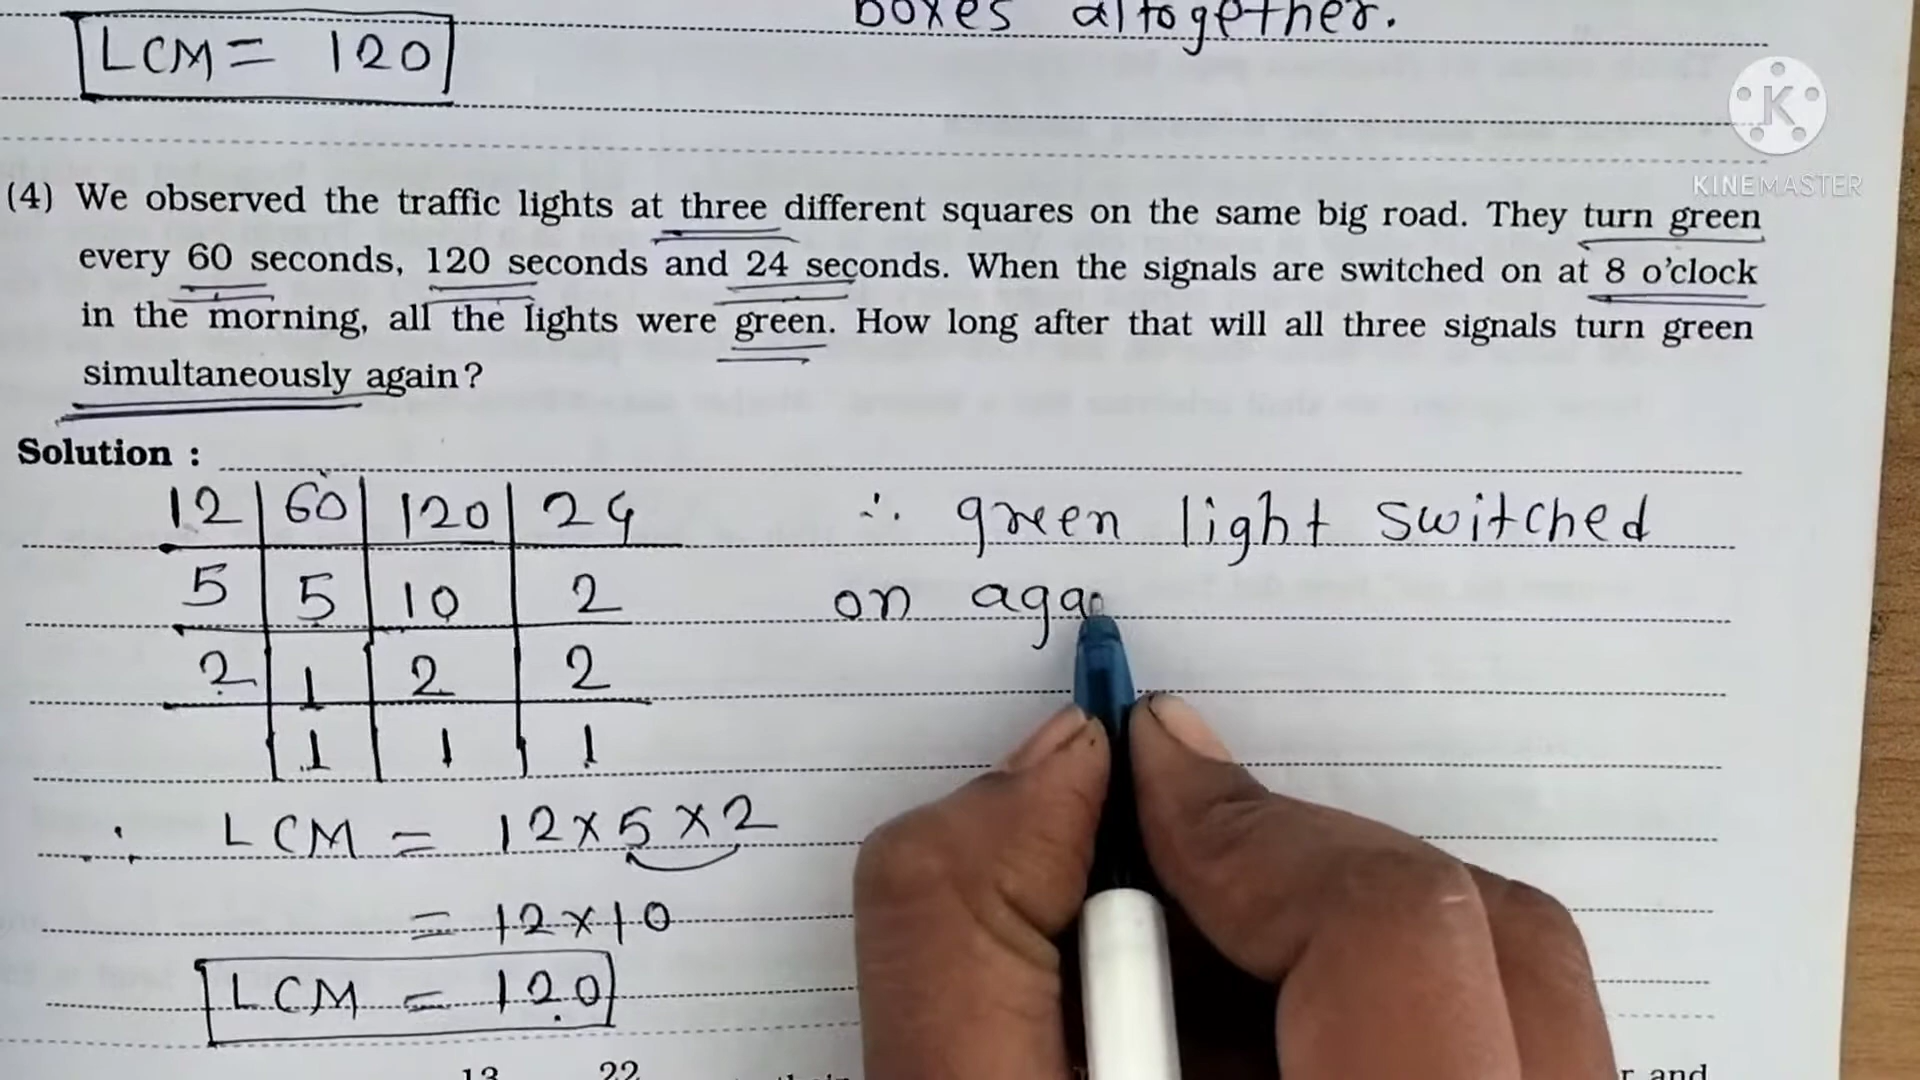 boxes altogether.
LCM = 120
K
KINEMASTER
(4) We observed the traffic lights at three different squares on the same big road. They turn green
every 60 seconds, 120 seconds and 24 seconds. When the signals are switched on at 8 o'clock
in the morning, all the lights were green. How long after that will all three signals turn green
simultaneously again?
Solution :
12 60 120 24
5 5 10 2
2 1 2 2
1 1 1
∴ LCM = 12×5×2
= 12×10
LCM = 120
∴ green light switched
on aga
13 22
and